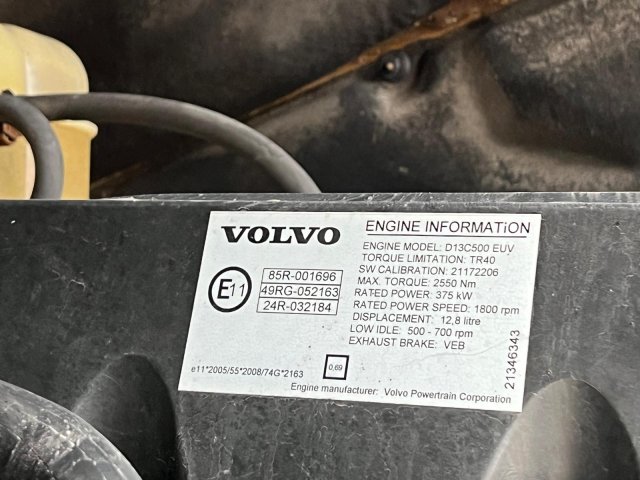 VOLVO
E11
85R-001696
49RG-052163
24R-032184
e11*2005/55*2008/74G*2163
0,69
ENGINE INFORMATiON
ENGINE MODEL: D13C500 EUV
TORQUE LIMITATION: TR40
SW CALIBRATION: 21172206
MAX. TORQUE: 2550 Nm
RATED POWER: 375 kW
RATED POWER SPEED: 1800 rpm
DISPLACEMENT: 12,8 litre
LOW IDLE: 500 - 700 rpm
EXHAUST BRAKE: VEB
Engine manufacturer: Volvo Powertrain Corporation
21346343